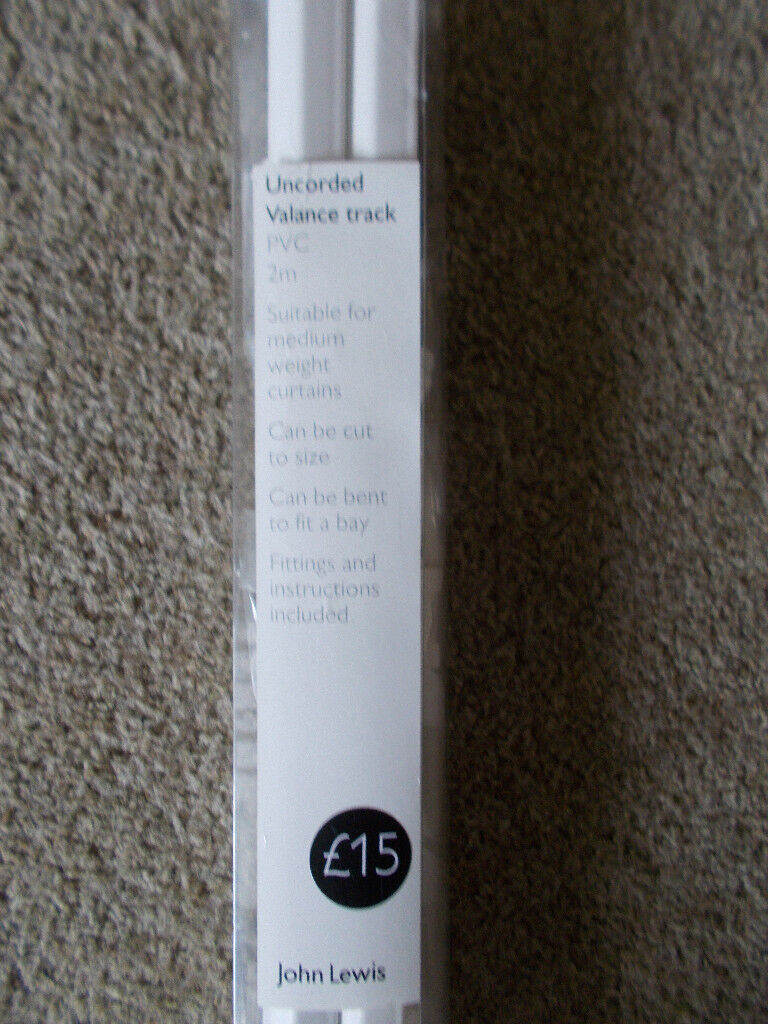 Uncorded
Valance track
PVC
2m
Suitable for
medium
weight
curtains
Can be cut
to size
Can be bent
to fit a bay
Fittings and
instructions
included
£15
John Lewis